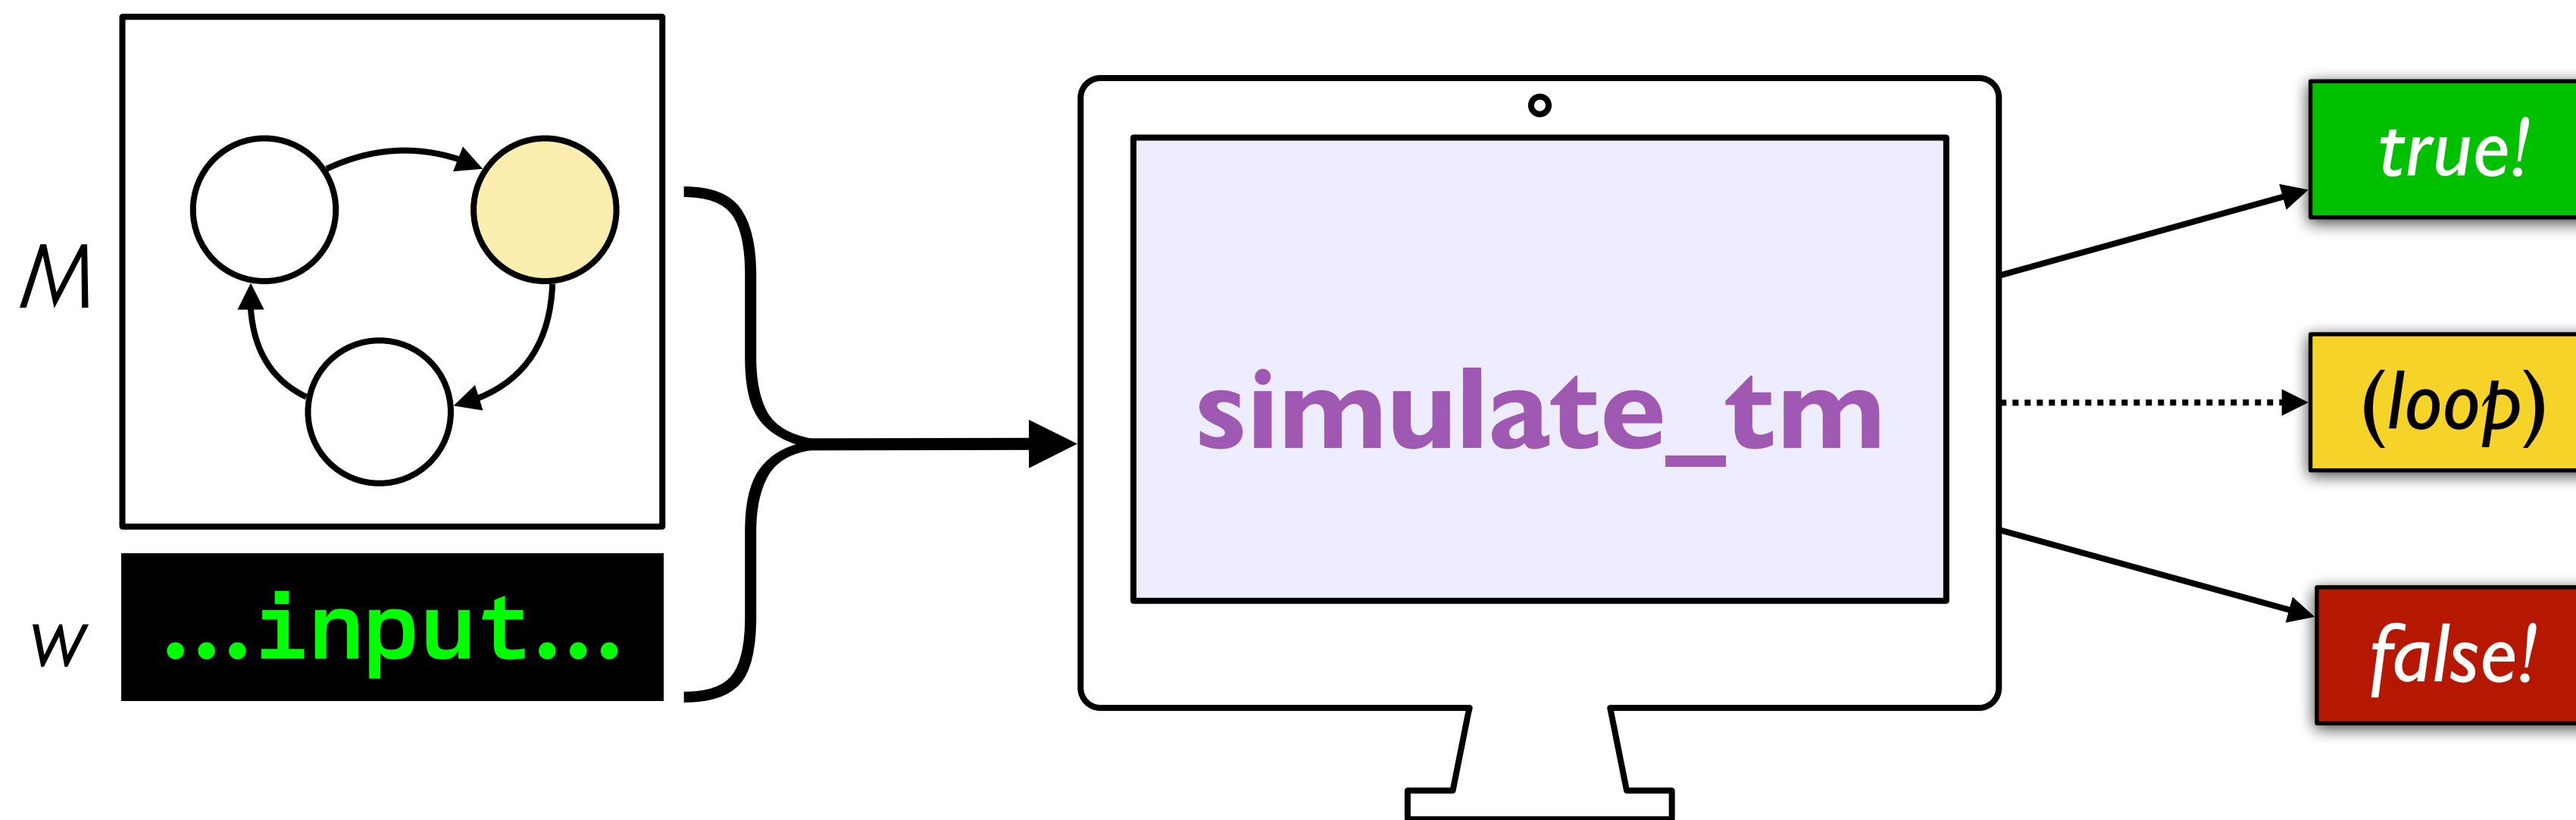 M
w
...input...
simulate_tm
true!
(loop)
false!